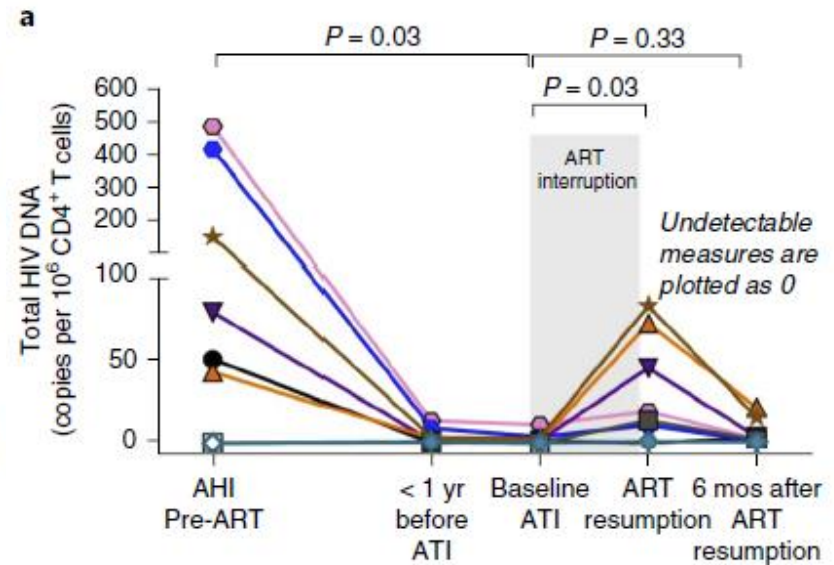 a
P = 0.03
P = 0.33
P = 0.03
600
500
400
300
200
100
50
0
Total HIV DNA
(copies per 10⁶ CD4⁺ T cells)
ART
interruption
Undetectable
measures are
plotted as 0
AHI
Pre-ART
< 1 yr
before
ATI
Baseline
ATI
ART
resumption
6 mos after
ART
resumption